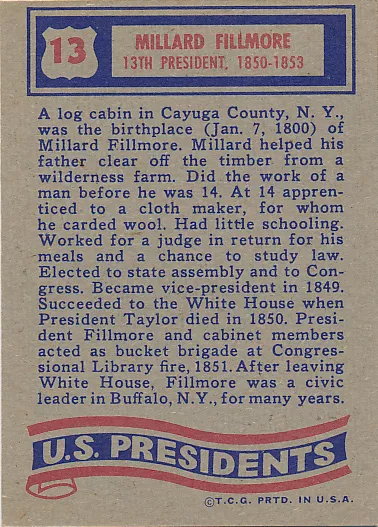 13
MILLARD FILLMORE
13TH PRESIDENT, 1850-1853
A log cabin in Cayuga County, N. Y.,
was the birthplace (Jan. 7, 1800) of
Millard Fillmore. Millard helped his
father clear off the timber from a
wilderness farm. Did the work of a
man before he was 14. At 14 appren-
ticed to a cloth maker, for whom
he carded wool. Had little schooling.
Worked for a judge in return for his
meals and a chance to study law.
Elected to state assembly and to Con-
gress. Became vice-president in 1849.
Succeeded to the White House when
President Taylor died in 1850. Presi-
dent Fillmore and cabinet members
acted as bucket brigade at Congres-
sional Library fire, 1851. After leaving
White House, Fillmore was a civic
leader in Buffalo, N.Y., for many years.
U.S. PRESIDENTS
©T.C.G. PRTD. IN U.S.A.